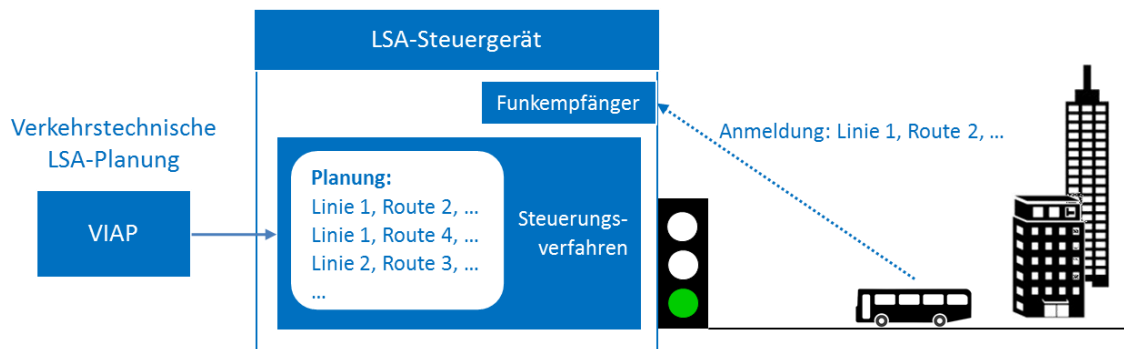 LSA-Steuergerät
Funkempfänger
Verkehrstechnische
LSA-Planung
VIAP
Planung:
Linie 1, Route 2, ...
Linie 1, Route 4, ...
Linie 2, Route 3, ...
...
Steuerungs-
verfahren
Anmeldung: Linie 1, Route 2, ...